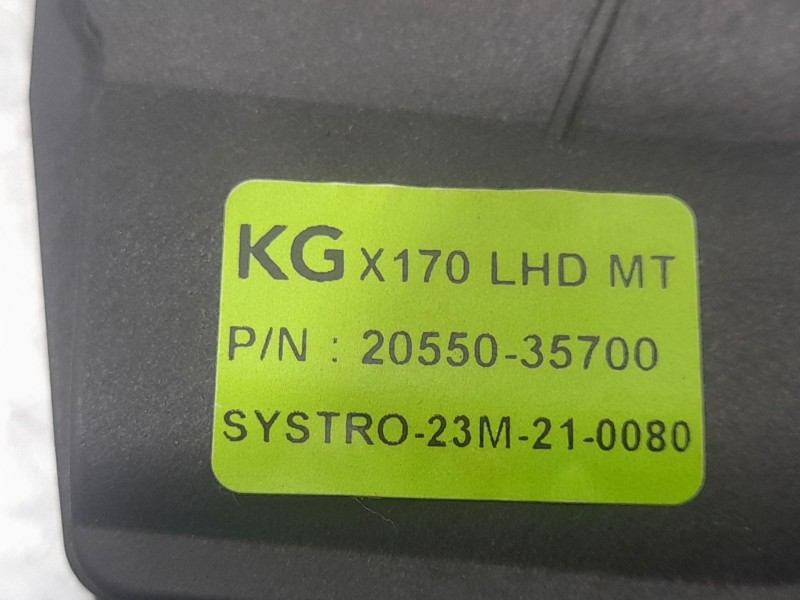 KG X170 LHD MT
P/N : 20550-35700
SYSTRO-23M-21-0080